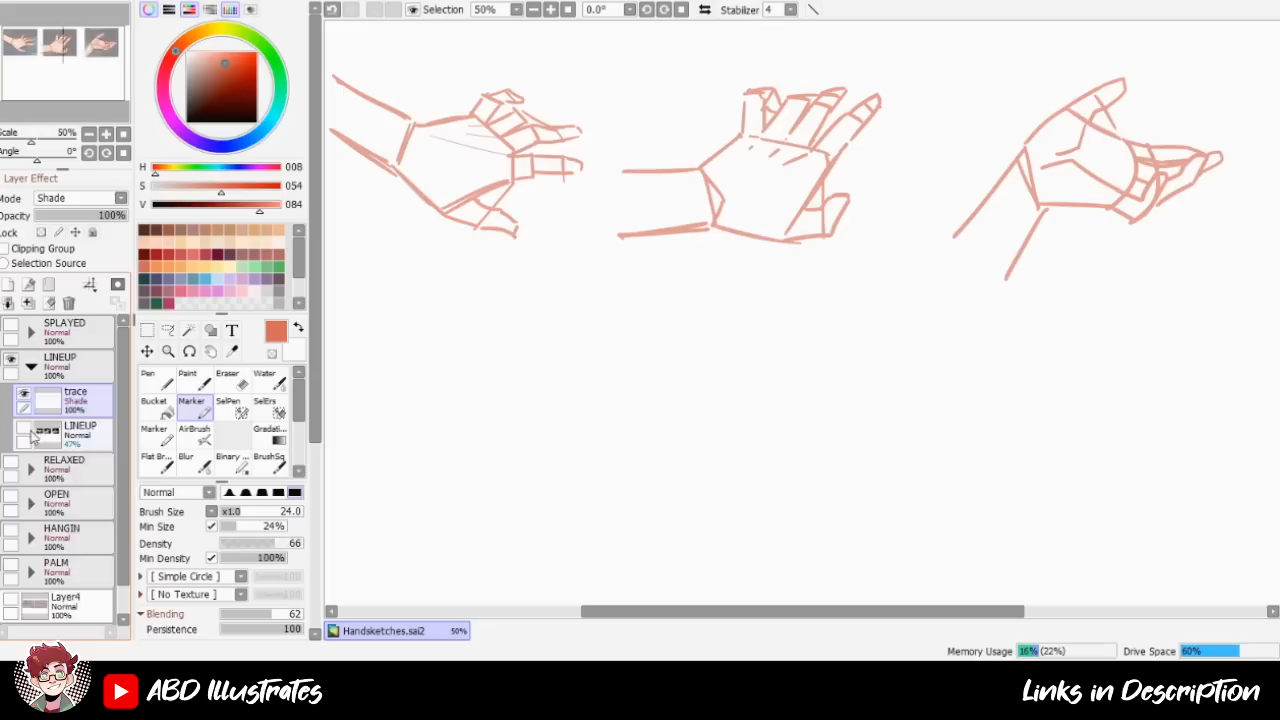 Selection 50% 0.0° Stabilizer 4
Scale 50%
Angle 0°
Layer Effect
Mode Shade
Opacity 100%
Lock
Clipping Group
Selection Source
SPLAYED
Normal
100%
LINEUP
Normal
100%
trace
Shade
100%
LINEUP
Normal
47%
RELAXED
Normal
100%
OPEN
Normal
100%
HANGIN
Normal
100%
PALM
Normal
100%
Layer4
Normal
100%
H 008
S 054
V 084
T
Pen Paint Eraser Water
Bucket Marker SelPen SelErs
Marker AirBrush Gradati...
Flat Br... Blur Binary ... BrushSq
Normal
Brush Size x1.0 24.0
Min Size 24%
Density 66
Min Density 100%
[ Simple Circle ]
[ No Texture ]
Blending 62
Persistence 100
Handsketches.sai2 50%
Memory Usage 16% (22%) Drive Space 60%
ABD Illustrates
Links in Description